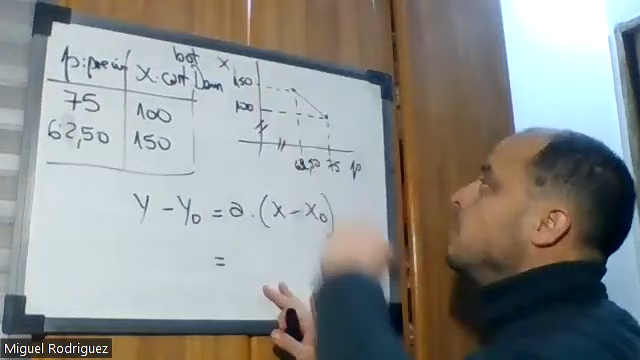 p: precio
x: cant Dem
75
100
62,50
150
bot
x
150
100
62,50
75
p
y - y₀ = a. (x - x₀)
=
Miguel Rodriguez